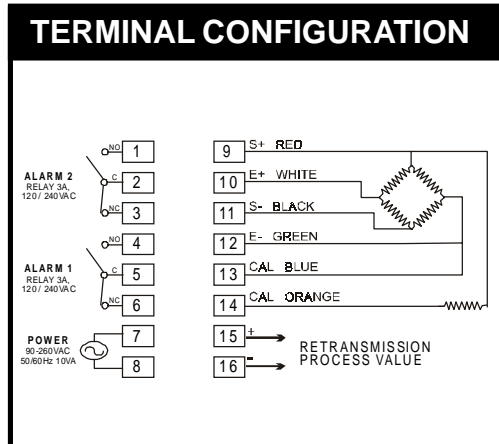 TERMINAL CONFIGURATION
NO 1
ALARM 2
RELAY 3A,
120 / 240VAC
C 2
NC 3
NO 4
ALARM 1
RELAY 3A,
120 / 240VAC
C 5
NC 6
POWER
90-260VAC
50/60Hz 10VA
7
8
9 S+ RED
10 E+ WHITE
11 S- BLACK
12 E- GREEN
13 CAL BLUE
14 CAL ORANGE
15 +
16 -
RETRANSMISSION
PROCESS VALUE